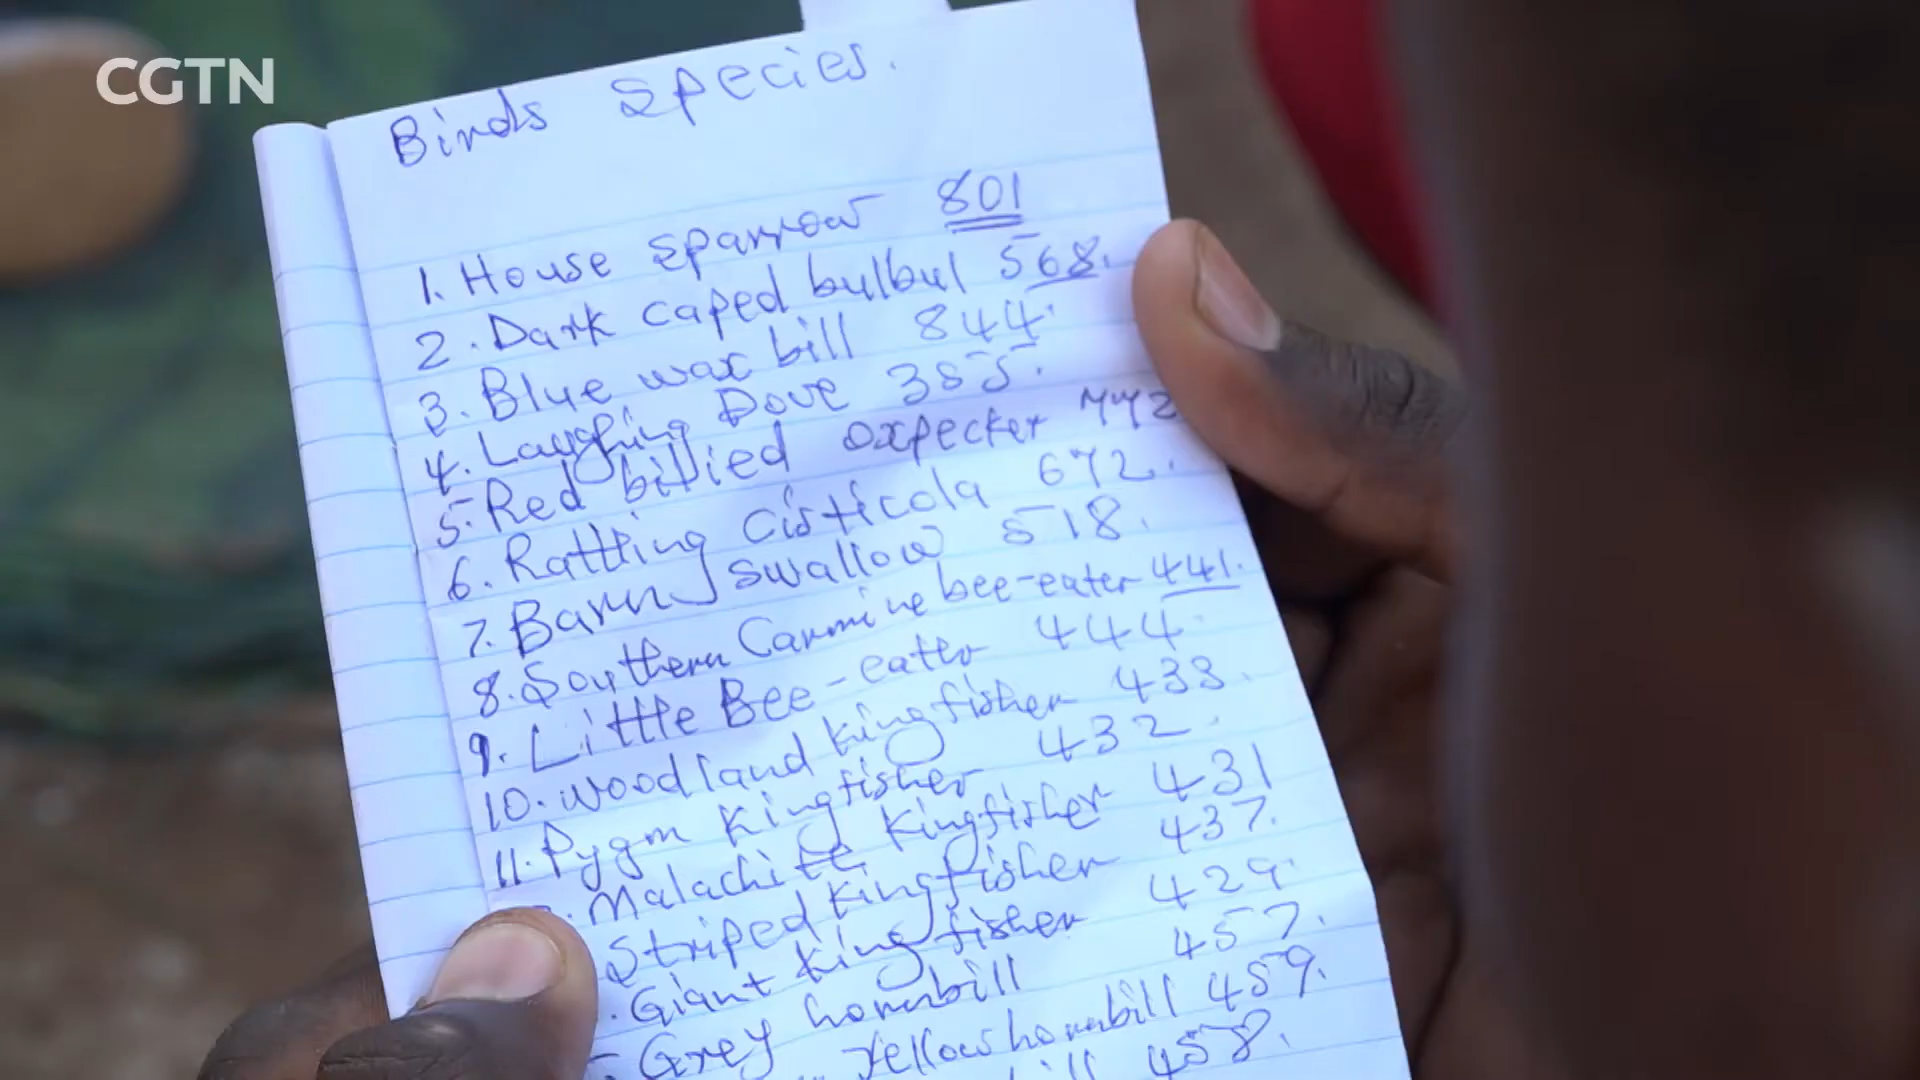 CGTN
Birds Species.
1. House Sparrow 801
2. Dark caped bulbul 568.
3. Blue wax bill 844.
4. Laughing Dove 355.
5. Red billied oxpecker 772
6. Rattling cisticola 672.
7. Barn swallow 518.
8. Southern Carmine bee-eater 441.
9. Little Bee-eater 444.
10. Woodland kingfisher 433.
11. Pygm kingfisher 432.
Malachite kingfisher 431
Striped kingfisher 437.
Giant kingfisher 429.
Grey hornbill 457.
Yellow hornbill 459.
458.